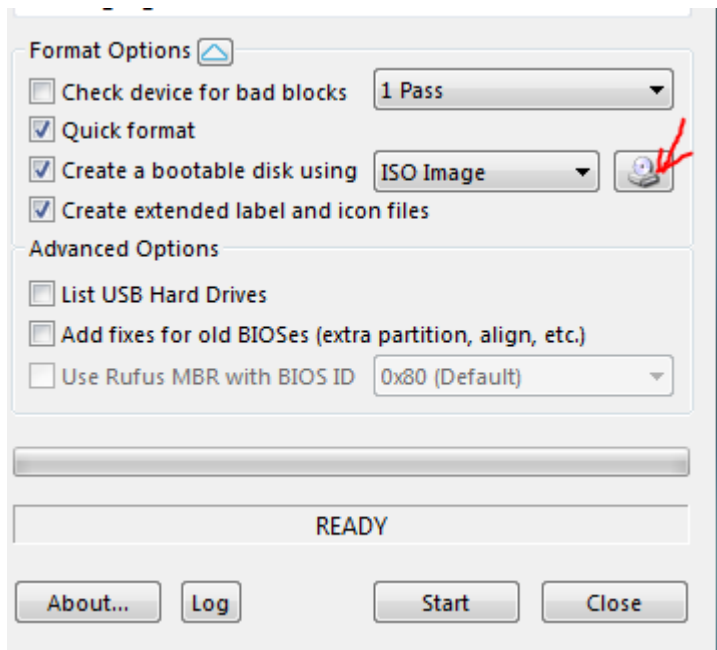 Format Options
Check device for bad blocks 1 Pass
Quick format
Create a bootable disk using ISO Image
Create extended label and icon files
Advanced Options
List USB Hard Drives
Add fixes for old BIOSes (extra partition, align, etc.)
Use Rufus MBR with BIOS ID 0x80 (Default)
READY
About... Log Start Close